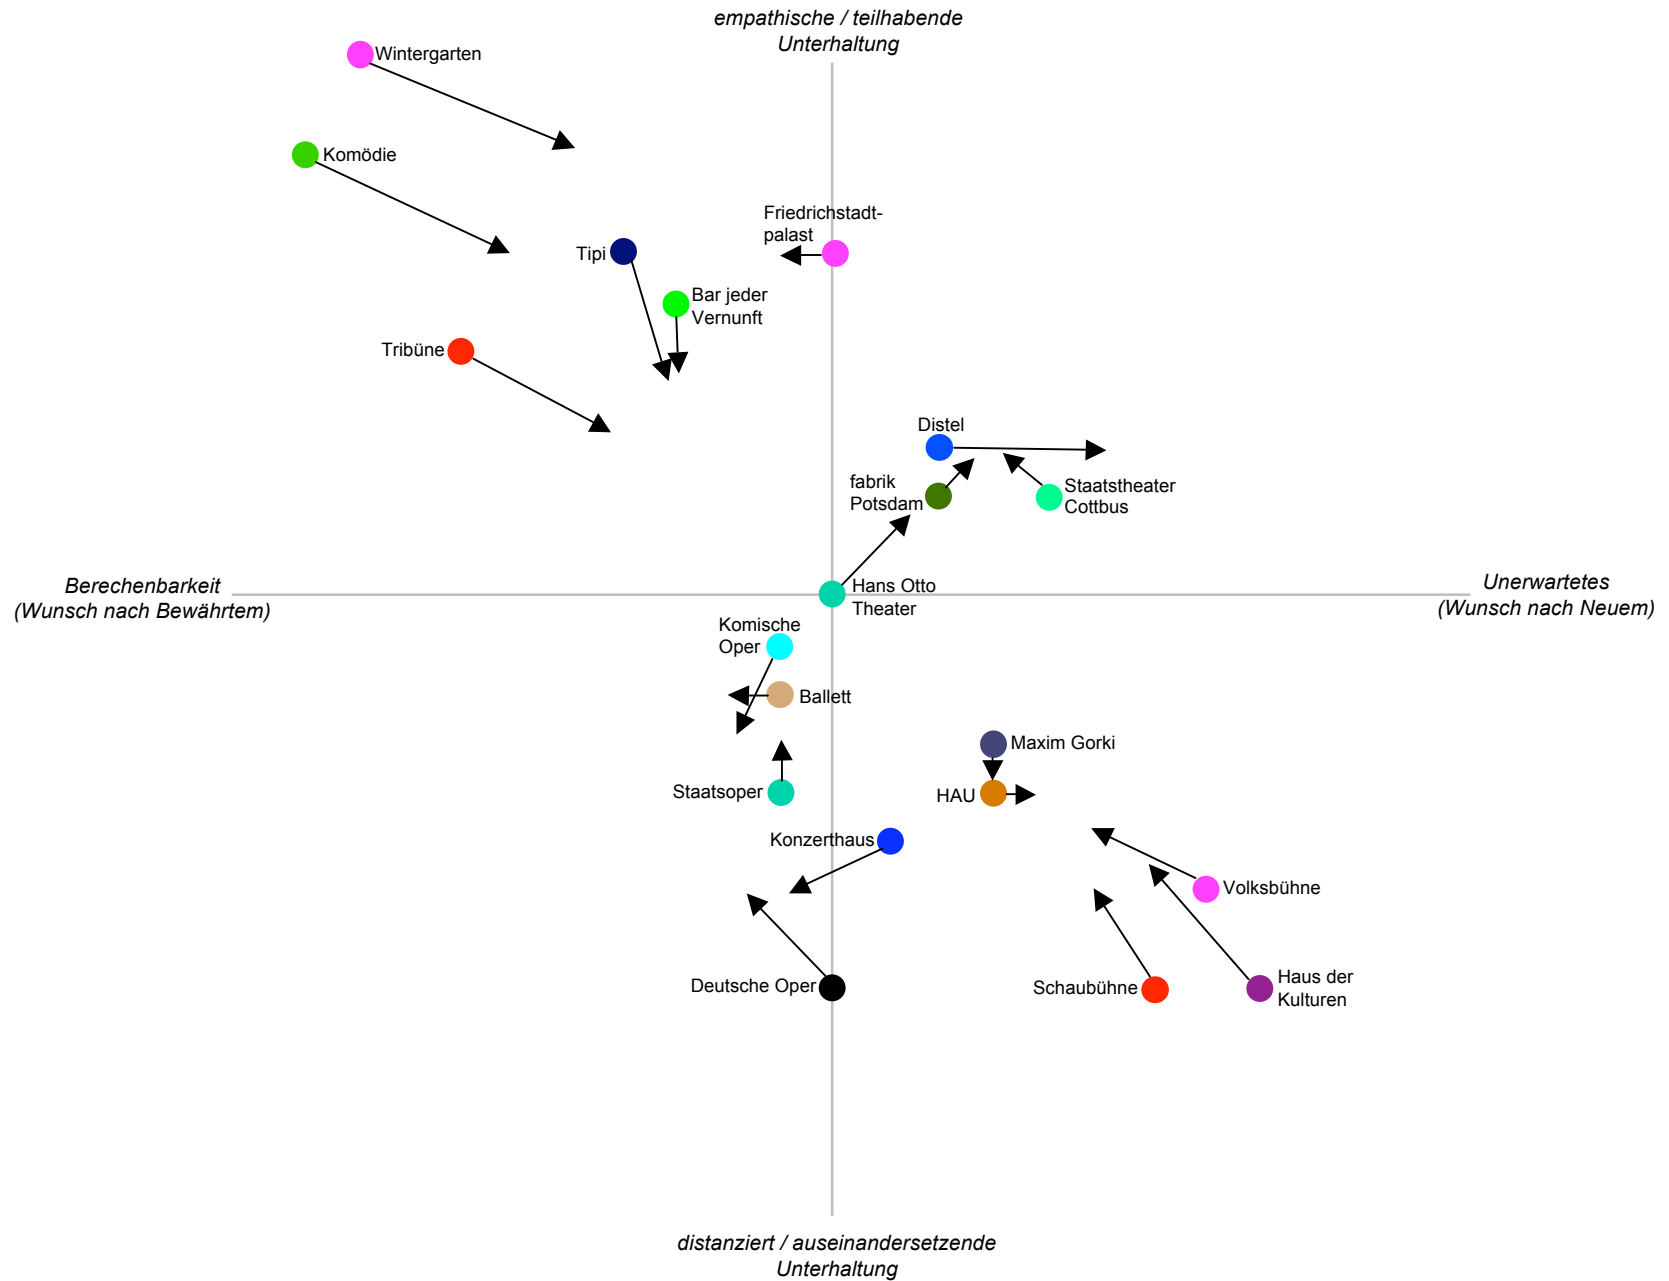 empathische / teilhabende
Unterhaltung
Wintergarten
Komödie
Friedrichstadt-
palast
Tipi
Bar jeder
Vernunft
Tribüne
Distel
fabrik
Potsdam
Staatstheater
Cottbus
Berechenbarkeit
(Wunsch nach Bewährtem)
Hans Otto
Theater
Unerwartetes
(Wunsch nach Neuem)
Komische
Oper
Ballett
Maxim Gorki
Staatsoper
HAU
Konzerthaus
Volksbühne
Deutsche Oper
Schaubühne
Haus der
Kulturen
distanziert / auseinandersetzende
Unterhaltung